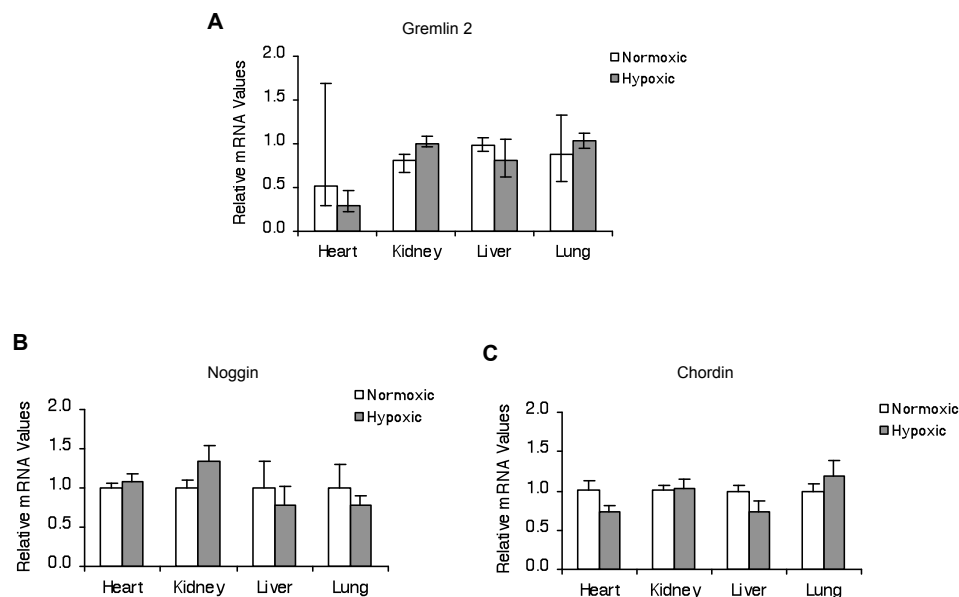 A
Gremlin 2
Relative mRNA Values
2.0
1.5
1.0
0.5
0.0
Heart Kidney Liver Lung
Normoxic
Hypoxic
B
Noggin
Relative mRNA Values
2.0
1.5
1.0
0.5
0.0
Heart Kidney Liver Lung
Normoxic
Hypoxic
C
Chordin
Relative mRNA Values
2.0
1.5
1.0
0.5
0.0
Heart Kidney Liver Lung
Normoxic
Hypoxic